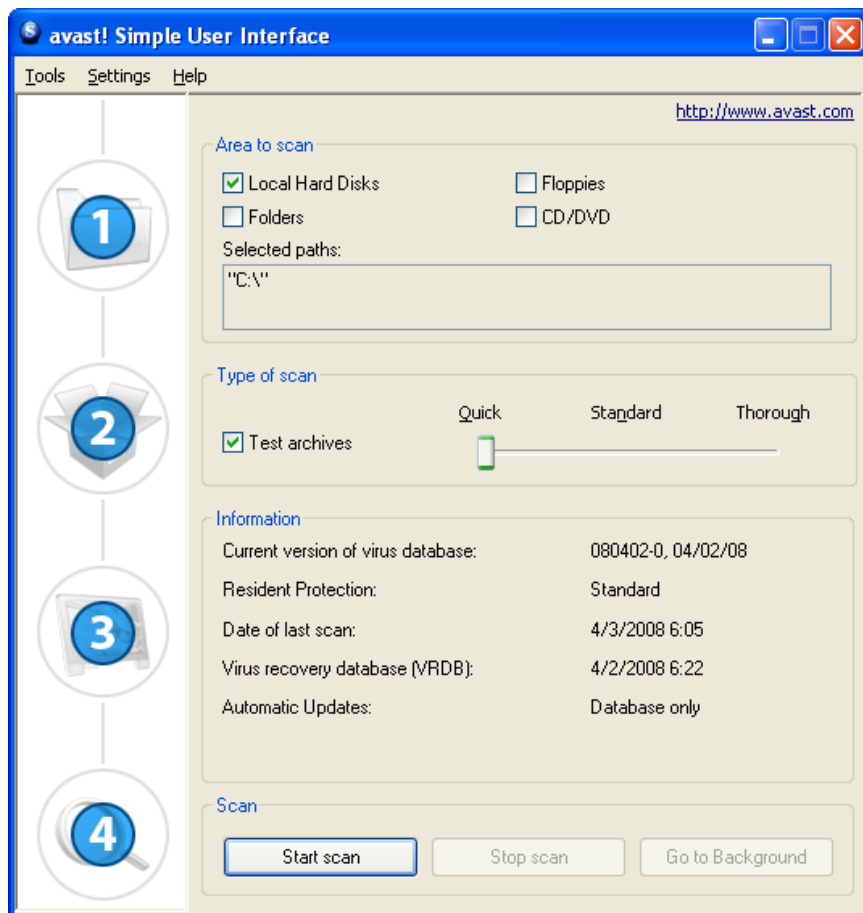 avast! Simple User Interface
Tools Settings Help
http://www.avast.com
Area to scan
Local Hard Disks Floppies
Folders CD/DVD
Selected paths:
"C:\"
Type of scan
Quick Standard Thorough
Test archives
Information
Current version of virus database: 080402-0, 04/02/08
Resident Protection: Standard
Date of last scan: 4/3/2008 6:05
Virus recovery database (VRDB): 4/2/2008 6:22
Automatic Updates: Database only
Scan
Start scan Stop scan Go to Background
1
2
3
4